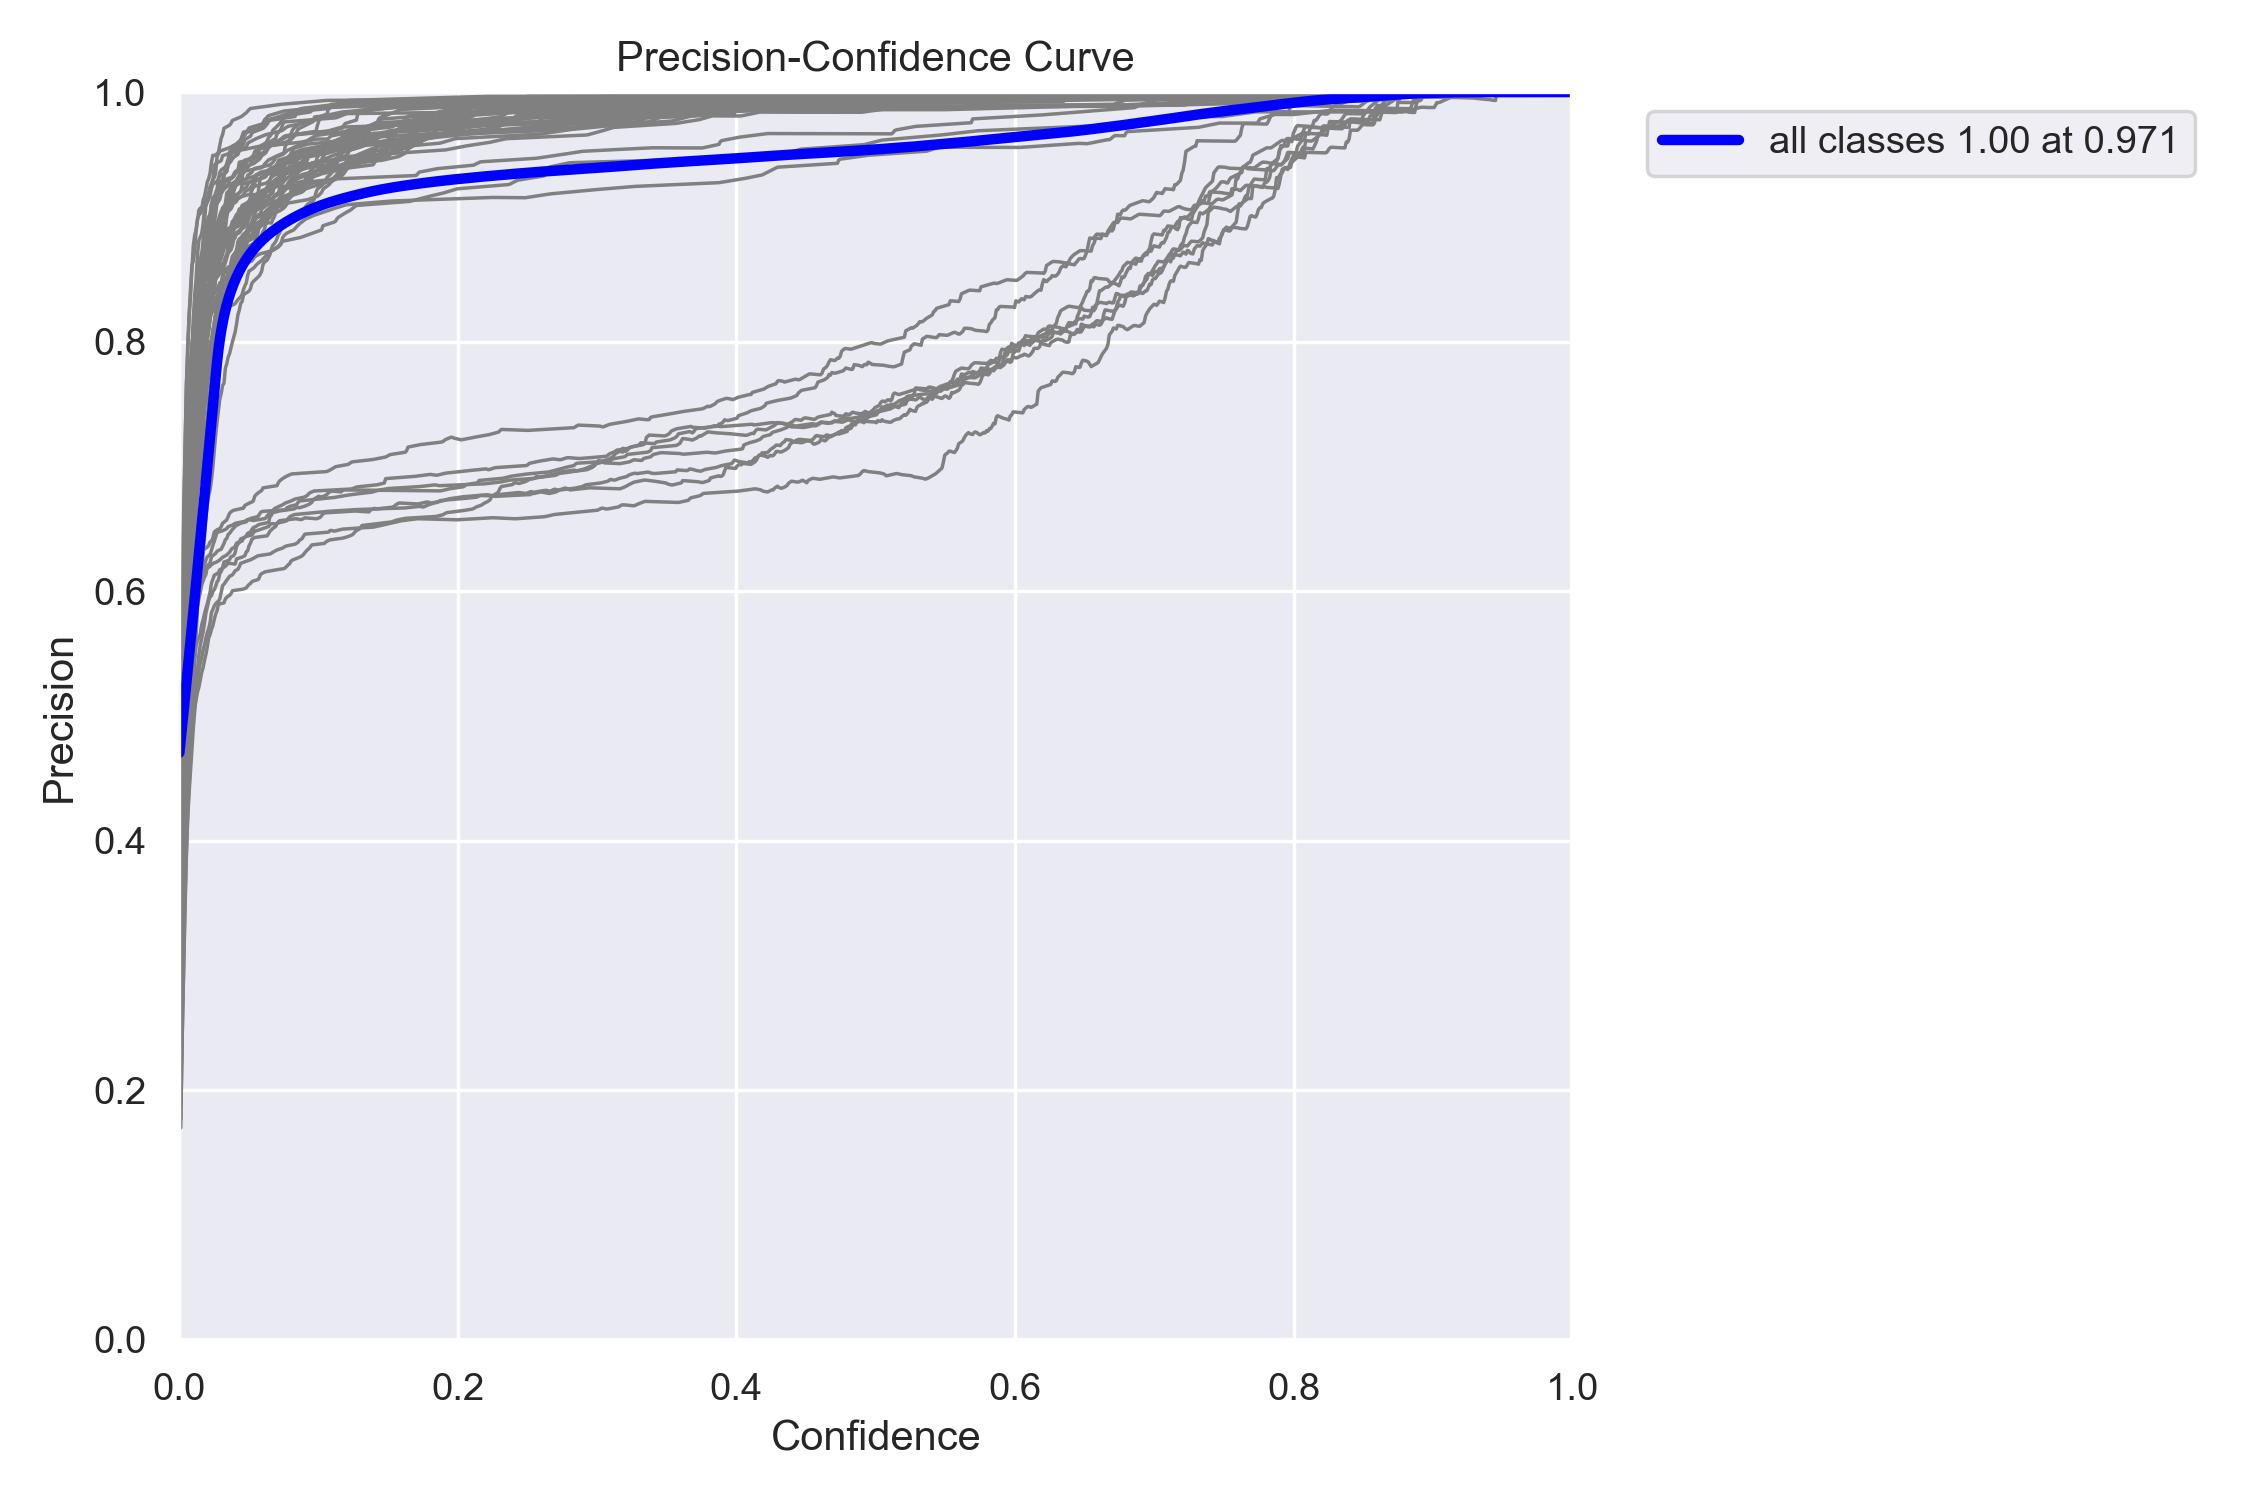 Precision-Confidence Curve
1.0
0.8
0.6
0.4
0.2
0.0
Precision
0.0 0.2 0.4 0.6 0.8 1.0
Confidence
all classes 1.00 at 0.971